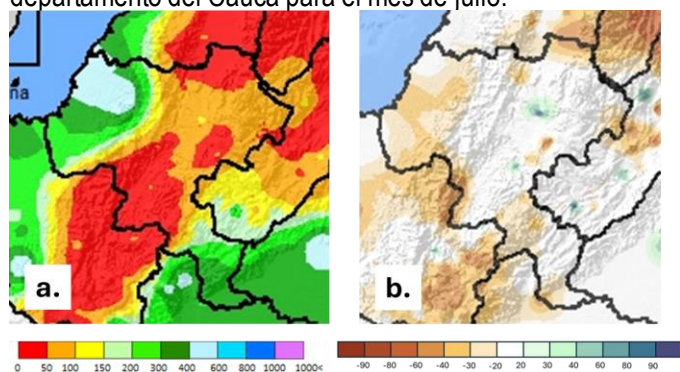 departamento del Cauca para el mes de julio.
na
a.
b.
0 50 100 150 200 300 400 600 800 1000 1000<
-90 -80 -60 -40 -30 -20 20 30 40 60 80 90